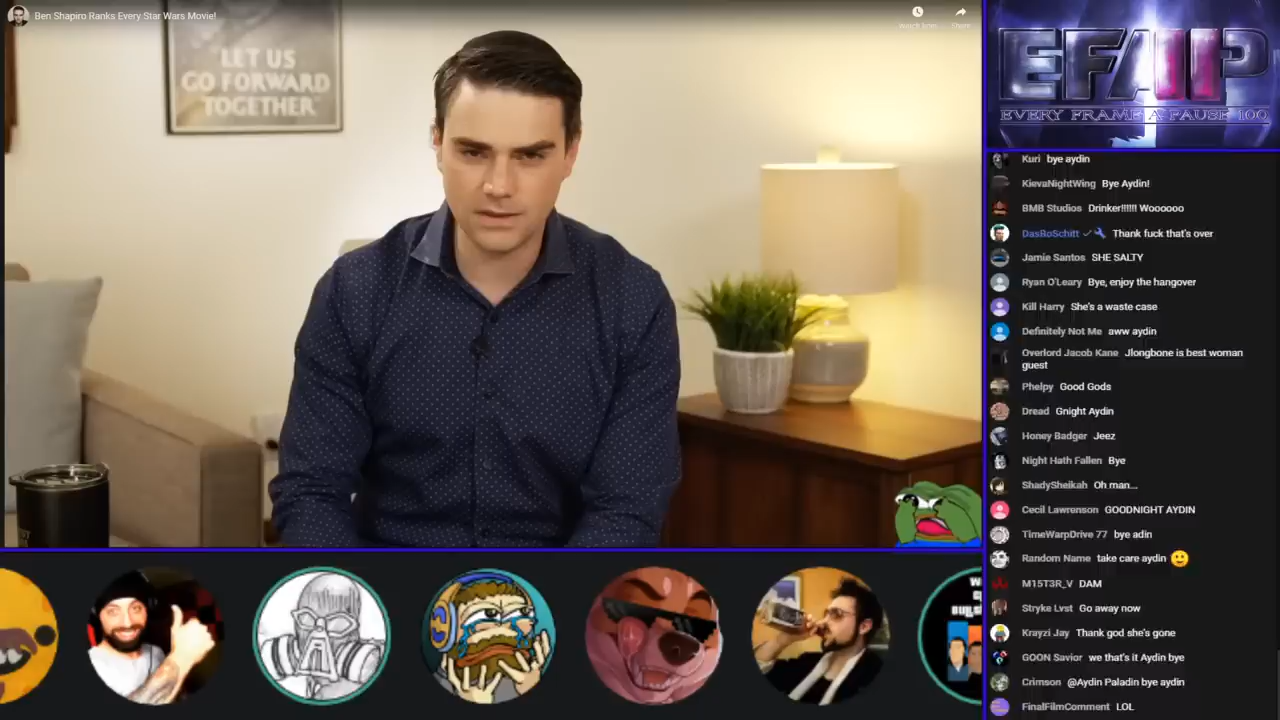 Ben Shapiro Ranks Every Star Wars Movie!
Share
LET US
GO FORWARD
TOGETHER
EFAP
EVERY FRAME A PAUSE 100
Kuri bye aydin
KievaNightWing Bye Aydin!
BMB Studios Drinker!!!!!! Woooooo
DasBoSchitt Thank fuck that's over
Jamie Santos SHE SALTY
Ryan O'Leary Bye, enjoy the hangover
Kill Harry She's a waste case
Definitely Not Me aww aydin
Overlord Jacob Kane Jlongbone is best woman
guest
Phelpy Good Gods
Dread Gnight Aydin
Honey Badger Jeez
Night Hath Fallen Bye
ShadySheikah Oh man...
Cecil Lawrenson GOODNIGHT AYDIN
TimeWarpDrive 77 bye adin
Random Name take care aydin 🙂
M15T3R_V DAM
Stryke Lvst Go away now
Krayzi Jay Thank god she's gone
GOON Savior we that's it Aydin bye
Crimson @Aydin Paladin bye aydin
FinalFilmComment LOL